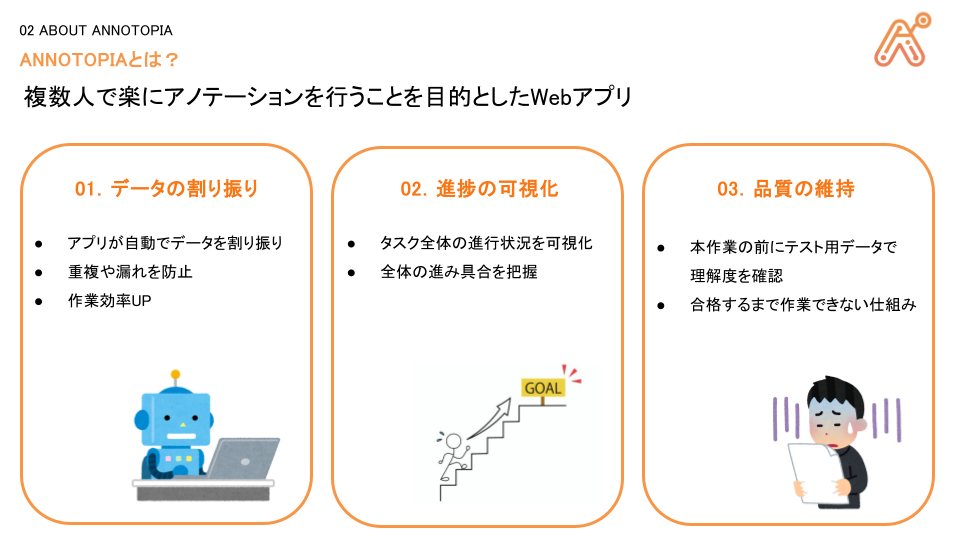 02 ABOUT ANNOTOPIA
ANNOTOPIAとは？
複数人で楽にアノテーションを行うことを目的としたWebアプリ
01. データの割り振り
● アプリが自動でデータを割り振り
● 重複や漏れを防止
● 作業効率UP
02. 進捗の可視化
● タスク全体の進行状況を可視化
● 全体の進み具合を把握
GOAL
03. 品質の維持
● 本作業の前にテスト用データで
理解度を確認
● 合格するまで作業できない仕組み